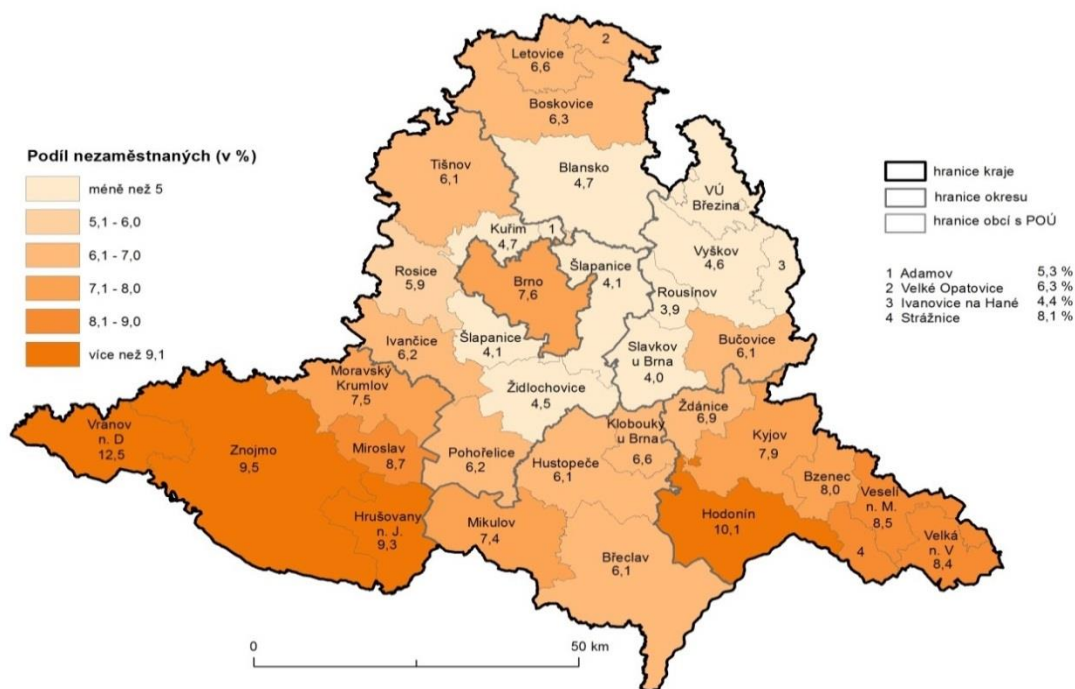 Podíl nezaměstnaných (v %)
méně než 5
5,1 - 6,0
6,1 - 7,0
7,1 - 8,0
8,1 - 9,0
více než 9,1
2
Letovice
6,6
Boskovice
6,3
Tišnov
6,1
Blansko
4,7
VÚ
Březina
Kuřim
4,7
1
Vyškov
4,6
3
Rosice
5,9
Brno
7,6
Šlapanice
4,1
Rousínov
3,9
Ivančice
6,2
Šlapanice
4,1
Slavkov
u Brna
4,0
Bučovice
6,1
Moravský
Krumlov
7,5
Židlochovice
4,5
Ždánice
6,9
Vranov
n. D
12,5
Znojmo
9,5
Miroslav
8,7
Pohořelice
6,2
Hustopeče
6,1
Klobouky
u Brna
6,6
Kyjov
7,9
Bzenec
8,0
Veselí
n. M.
8,5
Hrušovany
n. J.
9,3
Mikulov
7,4
Břeclav
6,1
Hodonín
10,1
4
Velká
n. V
8,4
hranice kraje
hranice okresu
hranice obcí s POÚ
1 Adamov 5,3 %
2 Velké Opatovice 6,3 %
3 Ivanovice na Hané 4,4 %
4 Strážnice 8,1 %
0 50 km